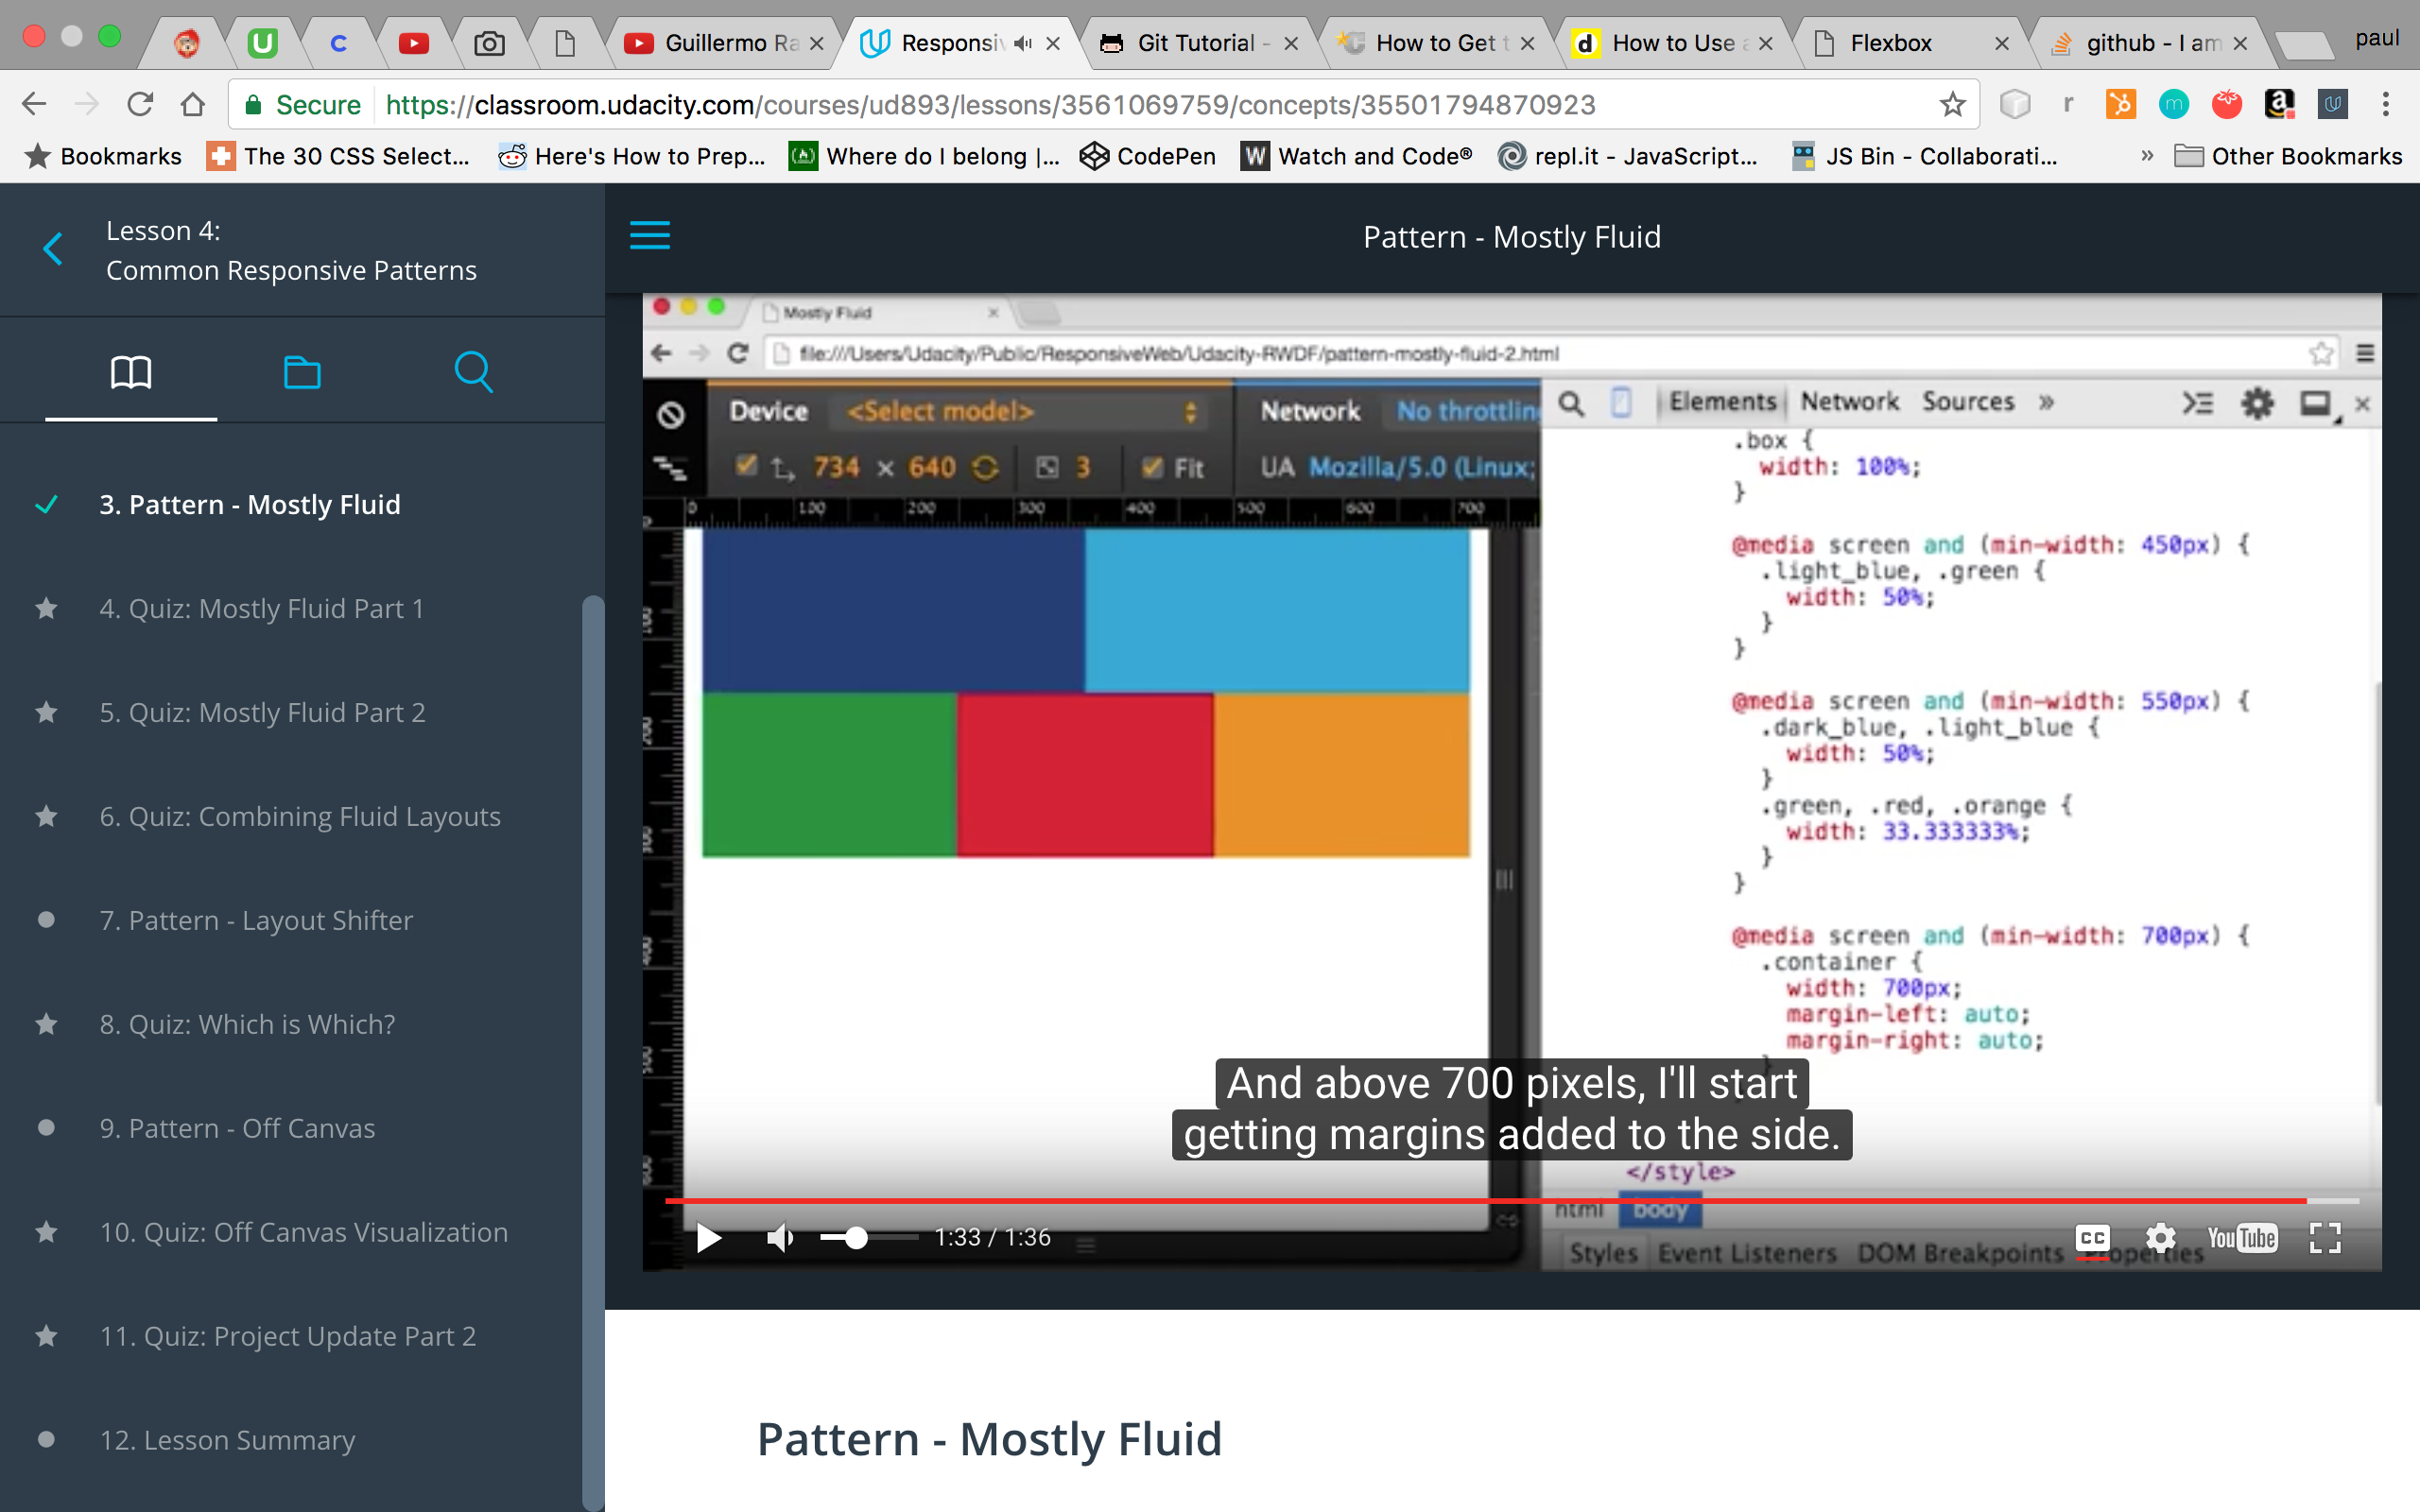 Guillermo Ra
Responsiv
Git Tutorial -
How to Get t
How to Use a
Flexbox
github - I am
paul
Secure https://classroom.udacity.com/courses/ud893/lessons/3561069759/concepts/35501794870923
Bookmarks
The 30 CSS Select...
Here's How to Prep...
Where do I belong |...
CodePen
Watch and Code®
repl.it - JavaScript...
JS Bin - Collaborati...
»
Other Bookmarks
Lesson 4:
Common Responsive Patterns
3. Pattern - Mostly Fluid
4. Quiz: Mostly Fluid Part 1
5. Quiz: Mostly Fluid Part 2
6. Quiz: Combining Fluid Layouts
7. Pattern - Layout Shifter
8. Quiz: Which is Which?
9. Pattern - Off Canvas
10. Quiz: Off Canvas Visualization
11. Quiz: Project Update Part 2
12. Lesson Summary
Pattern - Mostly Fluid
Mostly Fluid
file:///Users/Udacity/Public/ResponsiveWeb/Udacity-RWDF/pattern-mostly-fluid-2.html
Device <Select model>
Network No throttlin
734 × 640 3 Fit
UA Mozilla/5.0 (Linux;
0 100 200 300 400 500 600 700
Elements Network Sources »
.box {
width: 100%;
}
@media screen and (min-width: 450px) {
.light_blue, .green {
width: 50%;
}
}
@media screen and (min-width: 550px) {
.dark_blue, .light_blue {
width: 50%;
}
.green, .red, .orange {
width: 33.333333%;
}
}
@media screen and (min-width: 700px) {
.container {
width: 700px;
margin-left: auto;
margin-right: auto;
}
And above 700 pixels, I'll start
getting margins added to the side.
</style>
html body
Styles Event Listeners DOM Breakpoints Properties
1:33 / 1:36
CC
YouTube
Pattern - Mostly Fluid